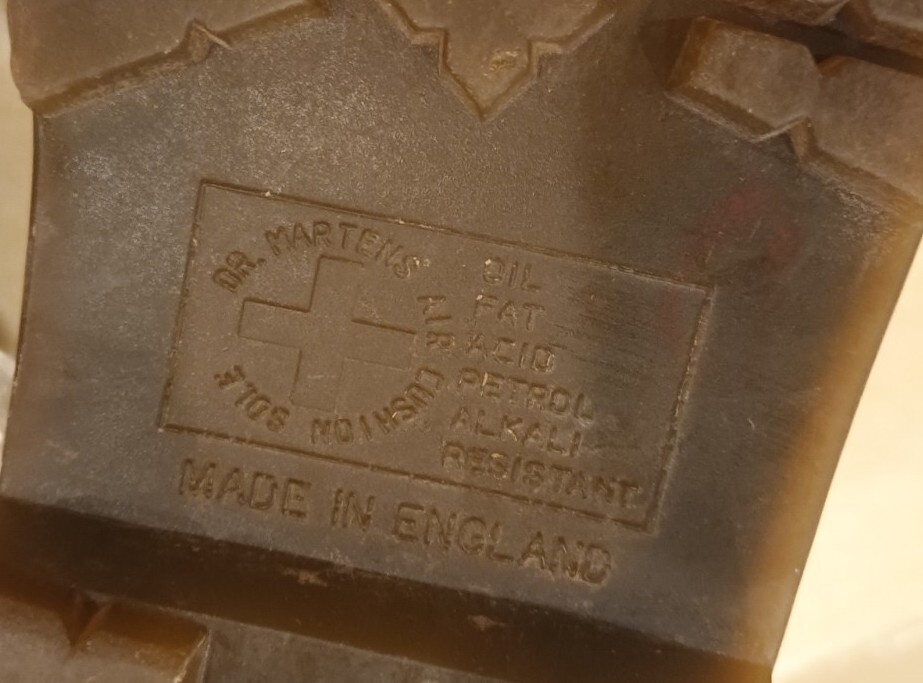 DR. MARTENS AIR
CUSHION SOLE
OIL
FAT
ACID
PETROL
ALKALI
RESISTANT
MADE IN ENGLAND